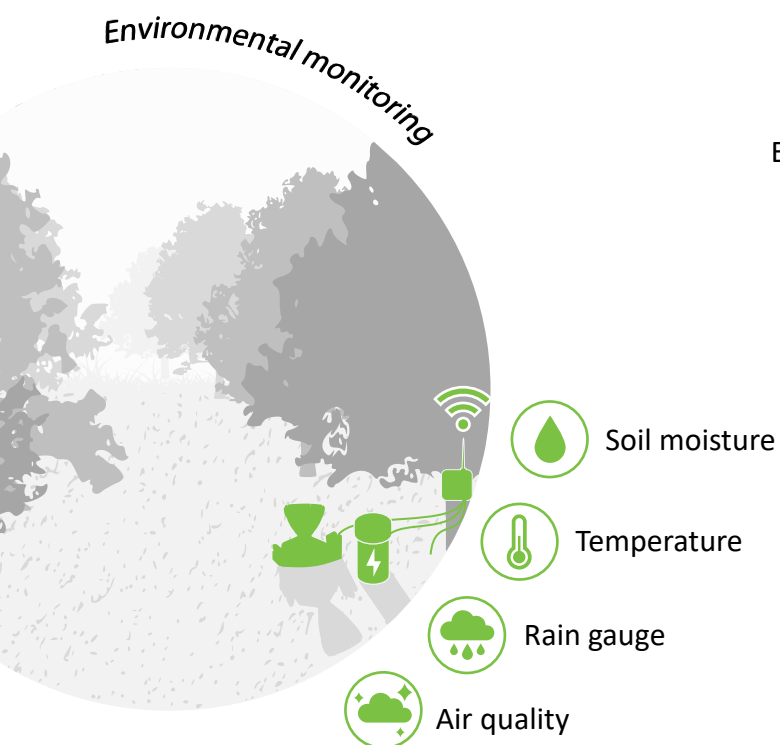 Environmental monitoring
Soil moisture
Temperature
Rain gauge
Air quality